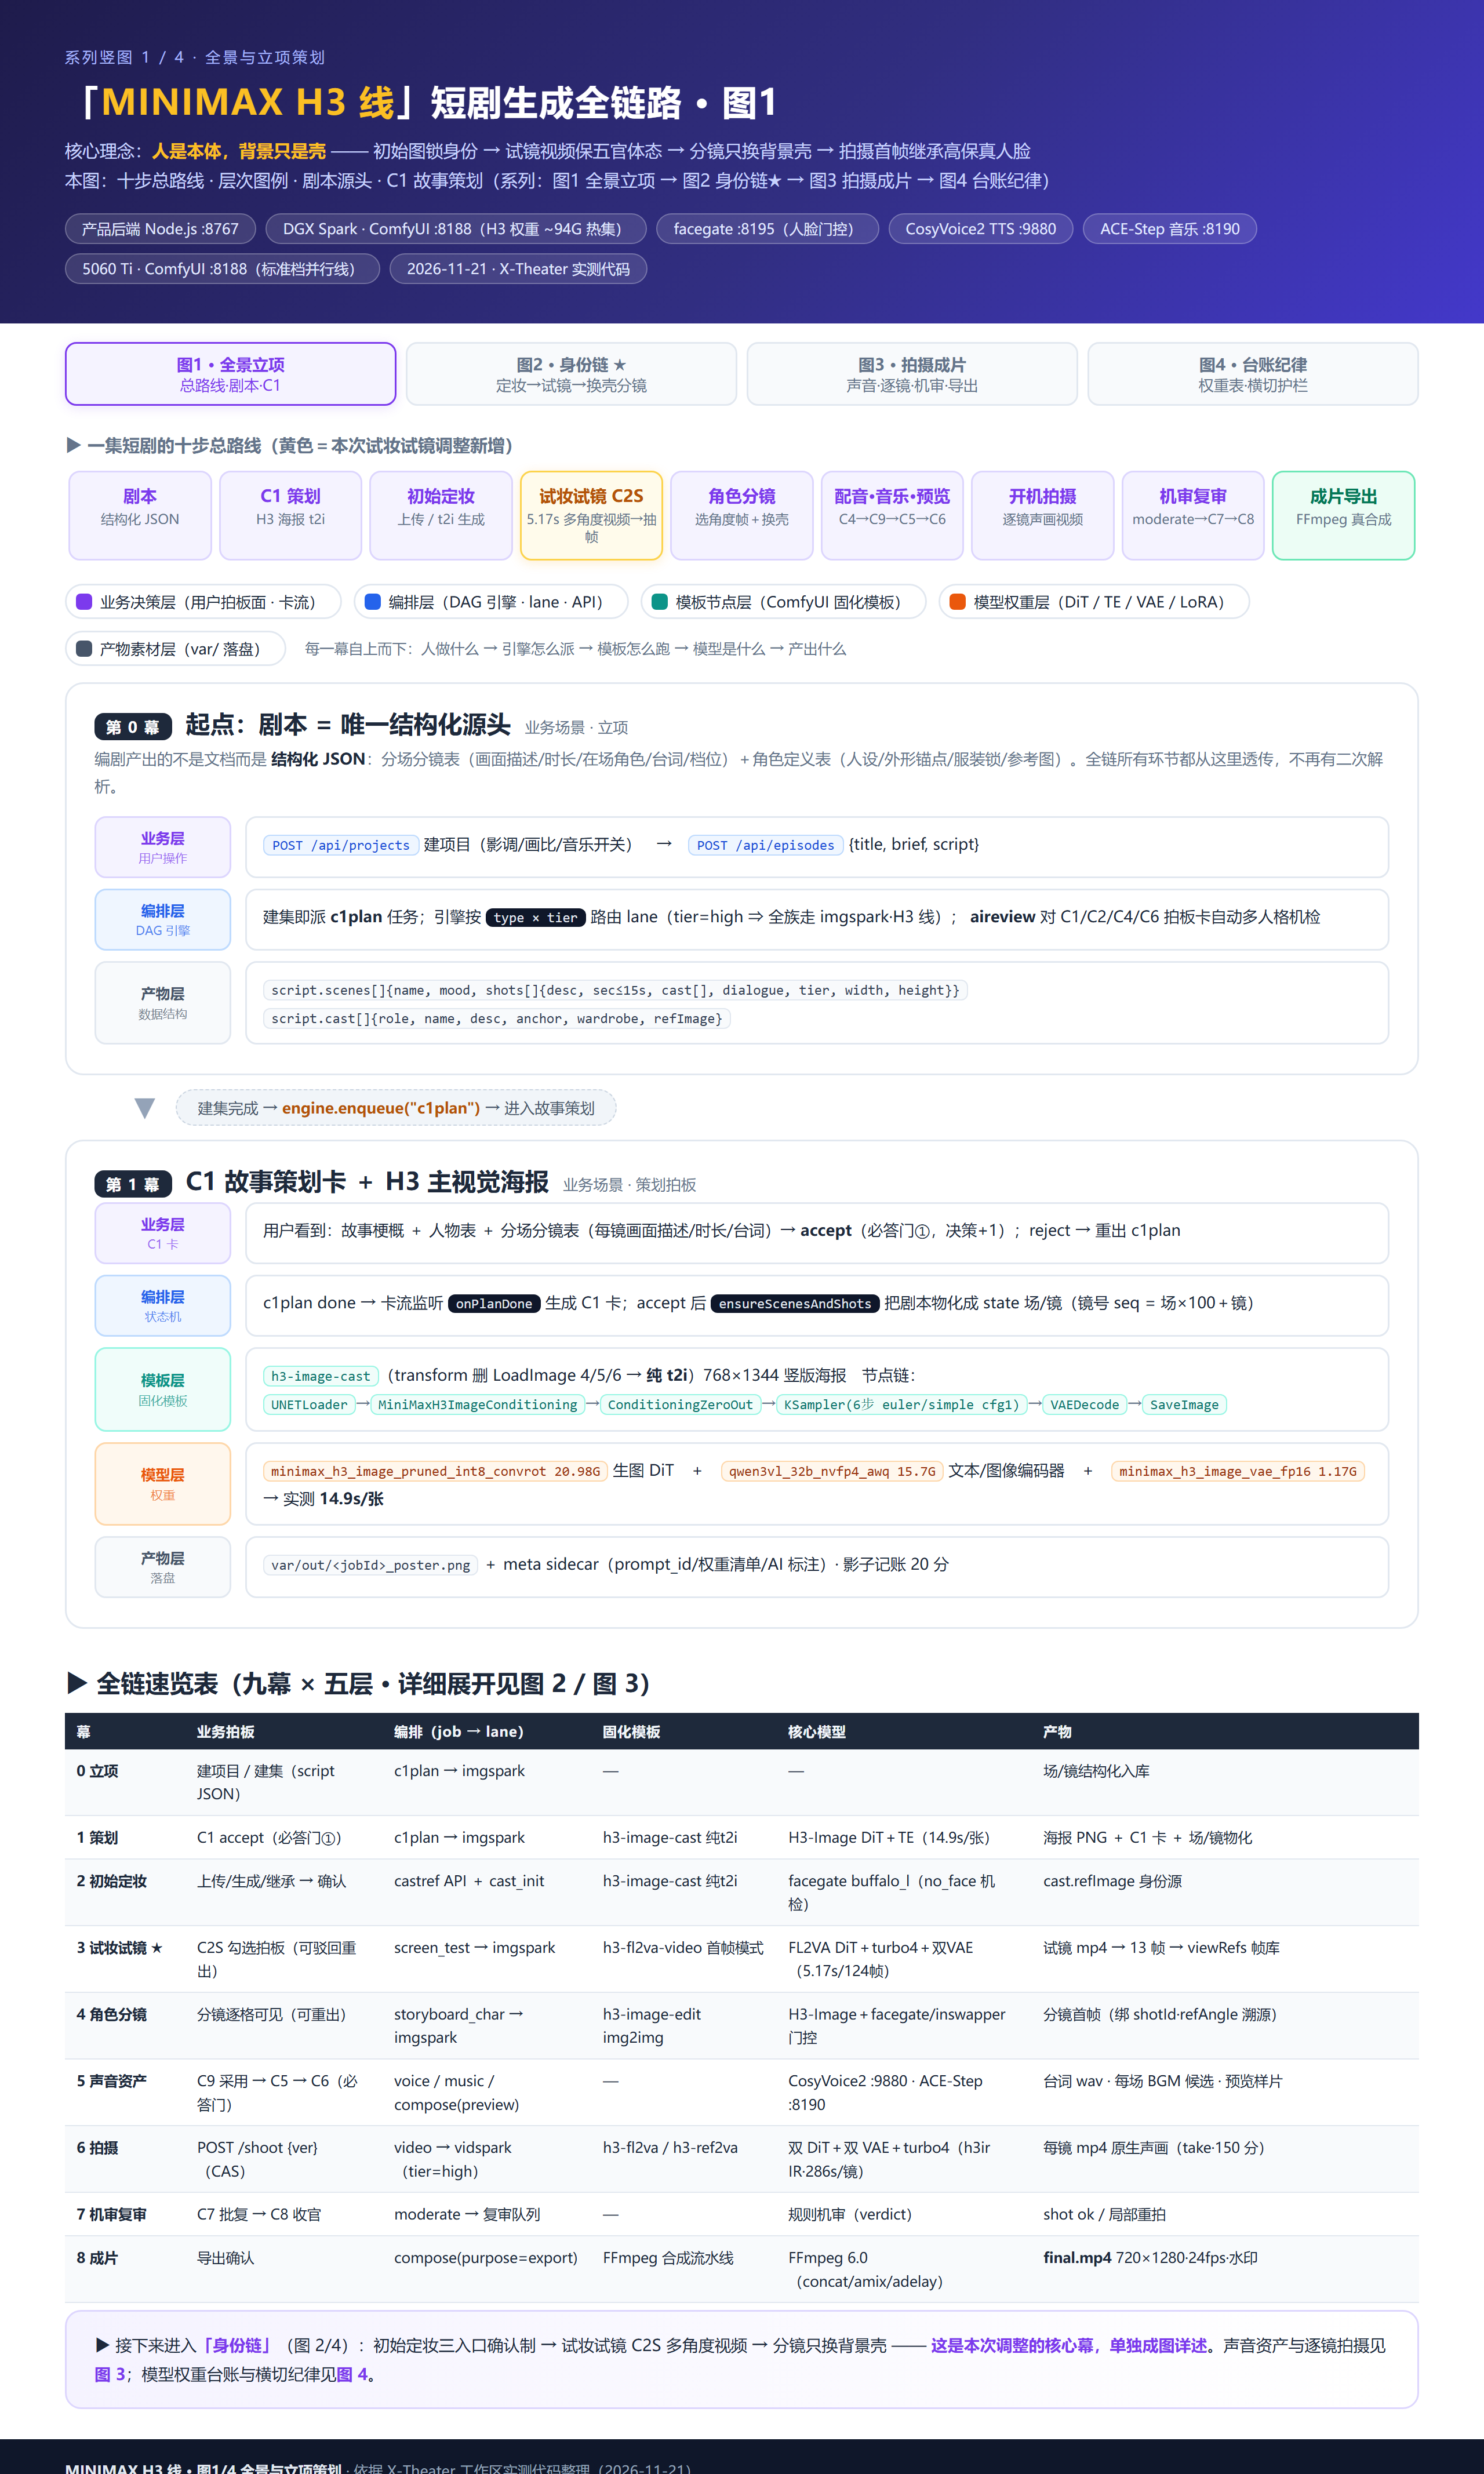 系列竖图 1 / 4 · 全景与立项策划
「MINIMAX H3 线」短剧生成全链路 · 图1
核心理念：人是本体，背景只是壳 —— 初始图锁身份 → 试镜视频保五官体态 → 分镜只换背景壳 → 拍摄首帧继承高保真人脸
本图：十步总路线 · 层次图例 · 剧本源头 · C1 故事策划（系列：图1 全景立项 → 图2 身份链★ → 图3 拍摄成片 → 图4 台账纪律）
产品后端 Node.js :8767
DGX Spark · ComfyUI :8188（H3 权重 ~94G 热集）
facegate :8195（人脸门控）
CosyVoice2 TTS :9880
ACE-Step 音乐 :8190
5060 Ti · ComfyUI :8188（标准档并行线）
2026-11-21 · X-Theater 实测代码
图1 · 全景立项
总路线·剧本·C1
图2 · 身份链 ★
定妆→试镜→换壳分镜
图3 · 拍摄成片
声音·逐镜·机审·导出
图4 · 台账纪律
权重表·横切护栏
▶ 一集短剧的十步总路线（黄色 = 本次试妆试镜调整新增）
剧本
结构化 JSON
C1 策划
H3 海报 t2i
初始定妆
上传 / t2i 生成
试妆试镜 C2S
5.17s 多角度视频→抽
帧
角色分镜
选角度帧 + 换壳
配音·音乐·预览
C4→C9→C5→C6
开机拍摄
逐镜声画视频
机审复审
moderate→C7→C8
成片导出
FFmpeg 真合成
业务决策层（用户拍板面 · 卡流）
编排层（DAG 引擎 · lane · API）
模板节点层（ComfyUI 固化模板）
模型权重层（DiT / TE / VAE / LoRA）
产物素材层（var/ 落盘）
每一幕自上而下：人做什么 → 引擎怎么派 → 模板怎么跑 → 模型是什么 → 产出什么
第 0 幕 起点：剧本 = 唯一结构化源头 业务场景 · 立项
编剧产出的不是文档而是 结构化 JSON：分场分镜表（画面描述/时长/在场角色/台词/档位）+ 角色定义表（人设/外形锚点/服装锁/参考图）。全链所有环节都从这里透传，不再有二次解
析。
业务层
用户操作
POST /api/projects 建项目（影调/画比/音乐开关） → POST /api/episodes {title, brief, script}
编排层
DAG 引擎
建集即派 c1plan 任务；引擎按 type × tier 路由 lane（tier=high ⇒ 全族走 imgspark·H3 线）； aireview 对 C1/C2/C4/C6 拍板卡自动多人格机检
产物层
数据结构
script.scenes[]{name, mood, shots[]{desc, sec≤15s, cast[], dialogue, tier, width, height}}
script.cast[]{role, name, desc, anchor, wardrobe, refImage}
▼ 建集完成 → engine.enqueue("c1plan") → 进入故事策划
第 1 幕 C1 故事策划卡 + H3 主视觉海报 业务场景 · 策划拍板
业务层
C1 卡
用户看到：故事梗概 + 人物表 + 分场分镜表（每镜画面描述/时长/台词）→ accept（必答门①，决策+1）；reject → 重出 c1plan
编排层
状态机
c1plan done → 卡流监听 onPlanDone 生成 C1 卡；accept 后 ensureScenesAndShots 把剧本物化成 state 场/镜（镜号 seq = 场×100 + 镜）
模板层
固化模板
h3-image-cast （transform 删 LoadImage 4/5/6 → 纯 t2i）768×1344 竖版海报 节点链：
UNETLoader → MiniMaxH3ImageConditioning → ConditioningZeroOut → KSampler(6步 euler/simple cfg1) → VAEDecode → SaveImage
模型层
权重
minimax_h3_image_pruned_int8_convrot 20.98G 生图 DiT + qwen3vl_32b_nvfp4_awq 15.7G 文本/图像编码器 + minimax_h3_image_vae_fp16 1.17G
→ 实测 14.9s/张
产物层
落盘
var/out/<jobId>_poster.png + meta sidecar（prompt_id/权重清单/AI 标注）· 影子记账 20 分
▶ 全链速览表（九幕 × 五层 · 详细展开见图 2 / 图 3）
幕 业务拍板 编排（job → lane） 固化模板 核心模型 产物
0 立项 建项目 / 建集（script JSON） c1plan → imgspark — — 场/镜结构化入库
1 策划 C1 accept（必答门①） c1plan → imgspark h3-image-cast 纯t2i H3-Image DiT + TE（14.9s/张） 海报 PNG + C1 卡 + 场/镜物化
2 初始定妆 上传/生成/继承 → 确认 castref API + cast_init h3-image-cast 纯t2i facegate buffalo_l（no_face 机检） cast.refImage 身份源
3 试妆试镜 ★ C2S 勾选拍板（可驳回重出） screen_test → imgspark h3-fl2va-video 首帧模式 FL2VA DiT + turbo4 + 双VAE（5.17s/124帧） 试镜 mp4 → 13 帧 → viewRefs 帧库
4 角色分镜 分镜逐格可见（可重出） storyboard_char → imgspark h3-image-edit img2img H3-Image + facegate/inswapper 门控 分镜首帧（绑 shotId·refAngle 溯源）
5 声音资产 C9 采用 → C5 → C6（必答门） voice / music / compose(preview) — CosyVoice2 :9880 · ACE-Step :8190 台词 wav · 每场 BGM 候选 · 预览样片
6 拍摄 POST /shoot {ver}（CAS） video → vidspark（tier=high） h3-fl2va / h3-ref2va 双 DiT + 双 VAE + turbo4（h3ir IR·286s/镜） 每镜 mp4 原生声画（take·150 分）
7 机审复审 C7 批复 → C8 收官 moderate → 复审队列 — 规则机审（verdict） shot ok / 局部重拍
8 成片 导出确认 compose(purpose=export) FFmpeg 合成流水线 FFmpeg 6.0（concat/amix/adelay） final.mp4 720×1280·24fps·水印
▶ 接下来进入「身份链」（图 2/4）：初始定妆三入口确认制 → 试妆试镜 C2S 多角度视频 → 分镜只换背景壳 —— 这是本次调整的核心幕，单独成图详述。声音资产与逐镜拍摄见
图 3；模型权重台账与横切纪律见图 4。
MINIMAX H3 线 · 图1/4 全景与立项策划 · 依据 X-Theater 工作区实测代码整理（2026-11-21）